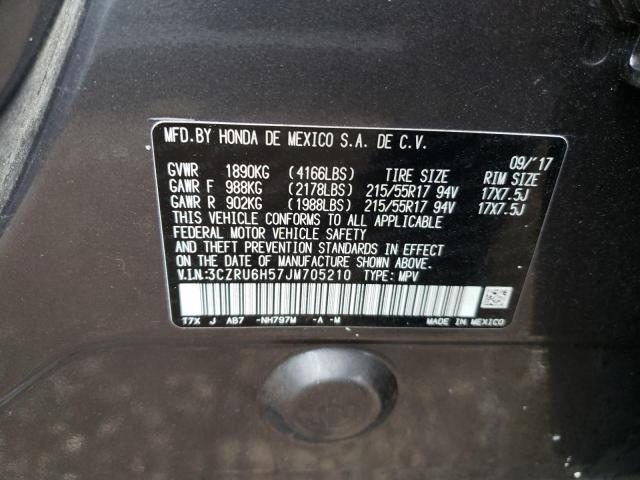 MFD.BY HONDA DE MEXICO S.A. DE C.V.
09/'17
GVWR 1890KG (4166LBS) TIRE SIZE RIM SIZE
GAWR F 988KG (2178LBS) 215/55R17 94V 17X7.5J
GAWR R 902KG (1988LBS) 215/55R17 94V 17X7.5J
THIS VEHICLE CONFORMS TO ALL APPLICABLE
FEDERAL MOTOR VEHICLE SAFETY
AND THEFT PREVENTION STANDARDS IN EFFECT
ON THE DATE OF MANUFACTURE SHOWN ABOVE.
V.I.N:3CZRU6H57JM705210 TYPE: MPV
T7X J AB7 -NH797M -A -M MADE IN MEXICO